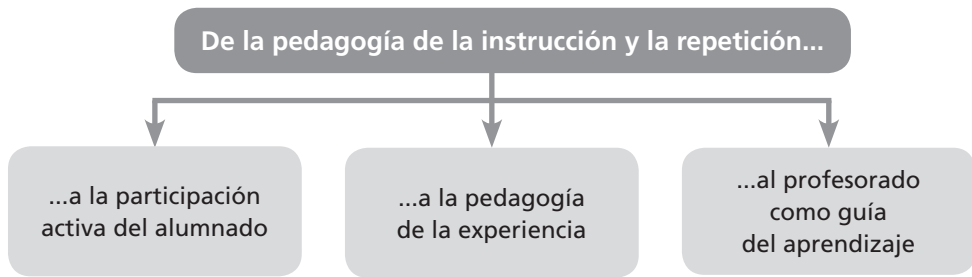 De la pedagogía de la instrucción y la repetición...
...a la participación
activa del alumnado
...a la pedagogía
de la experiencia
...al profesorado
como guía
del aprendizaje